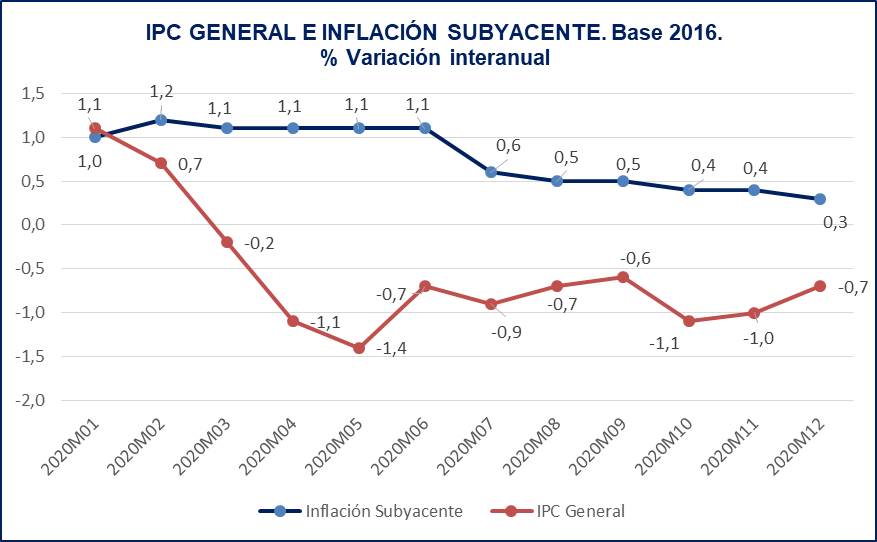 IPC GENERAL E INFLACIÓN SUBYACENTE. Base 2016.
% Variación interanual
1,5
1,0
0,5
0,0
-0,5
-1,0
-1,5
-2,0
1,0
1,2
1,1
1,1
1,1
1,1
0,6
0,5
0,5
0,4
0,4
0,3
1,1
0,7
-0,2
-1,1
-1,4
-0,7
-0,9
-0,7
-0,6
-1,1
-1,0
-0,7
2020M01
2020M02
2020M03
2020M04
2020M05
2020M06
2020M07
2020M08
2020M09
2020M10
2020M11
2020M12
Inflación Subyacente
IPC General